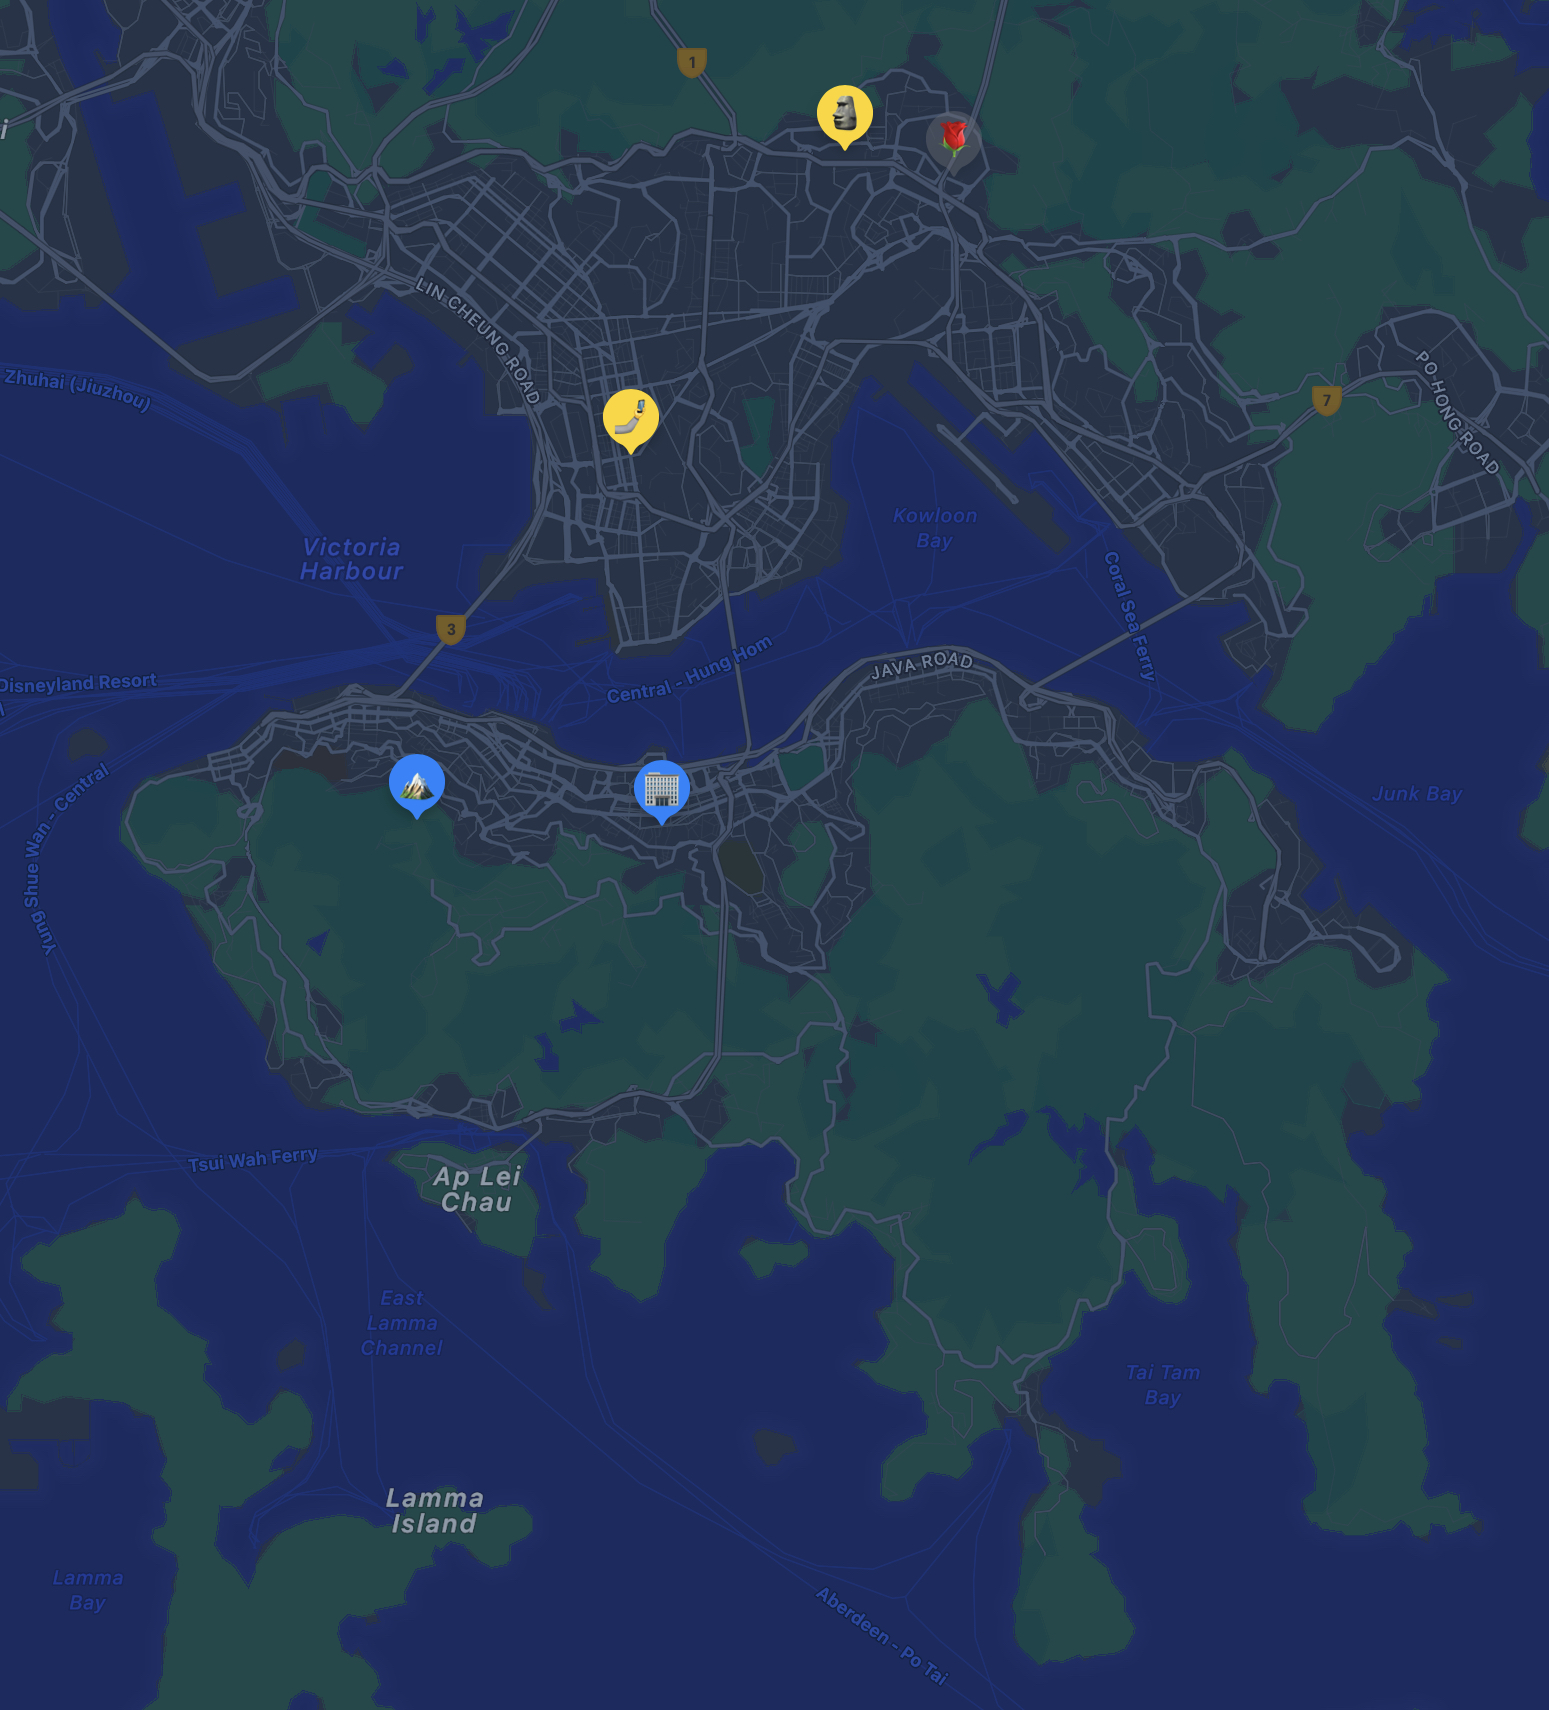 1
i
LIN CHEUNG ROAD
Zhuhai (Jiuzhou)
PO HONG ROAD
7
Kowloon
Bay
Victoria
Harbour
Coral Sea Ferry
3
JAVA ROAD
Central - Hung Hom
Disneyland Resort
Yung Shue Wan - Central
Junk Bay
Tsui Wah Ferry
Ap Lei
Chau
East
Lamma
Channel
Tai Tam
Bay
Lamma
Island
Lamma
Bay
Aberdeen - Po Tai